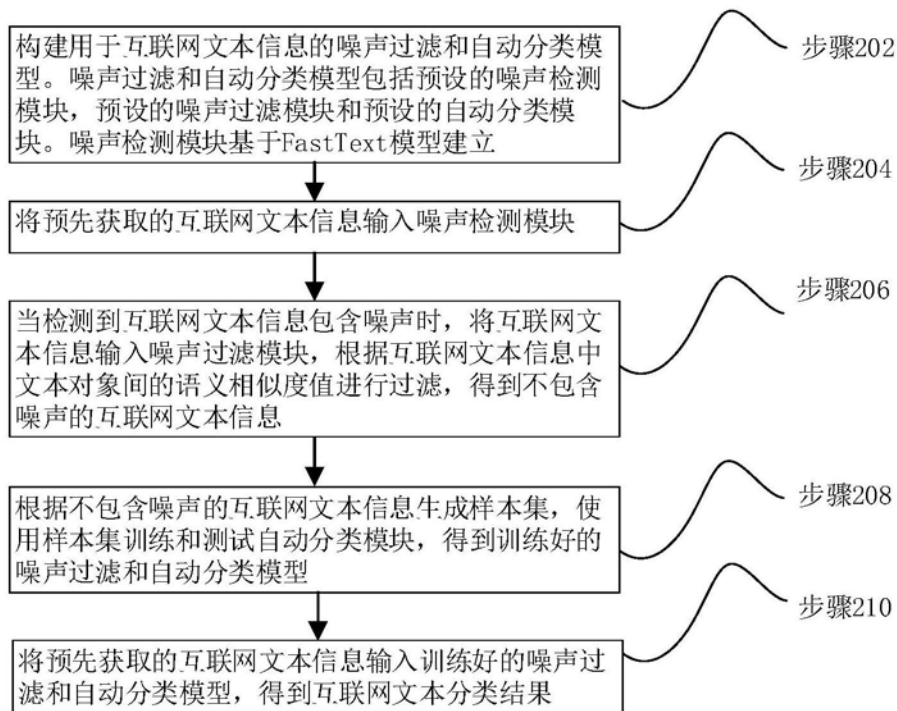 构建用于互联网文本信息的噪声过滤和自动分类模
型。噪声过滤和自动分类模型包括预设的噪声检测
模块，预设的噪声过滤模块和预设的自动分类模
块。噪声检测模块基于FastText模型建立
步骤202
将预先获取的互联网文本信息输入噪声检测模块
步骤204
当检测到互联网文本信息包含噪声时，将互联网文
本信息输入噪声过滤模块，根据互联网文本信息中
文本对象间的语义相似度值进行过滤，得到不包含
噪声的互联网文本信息
步骤206
根据不包含噪声的互联网文本信息生成样本集，使
用样本集训练和测试自动分类模块，得到训练好的
噪声过滤和自动分类模型
步骤208
将预先获取的互联网文本信息输入训练好的噪声过
滤和自动分类模型，得到互联网文本分类结果
步骤210